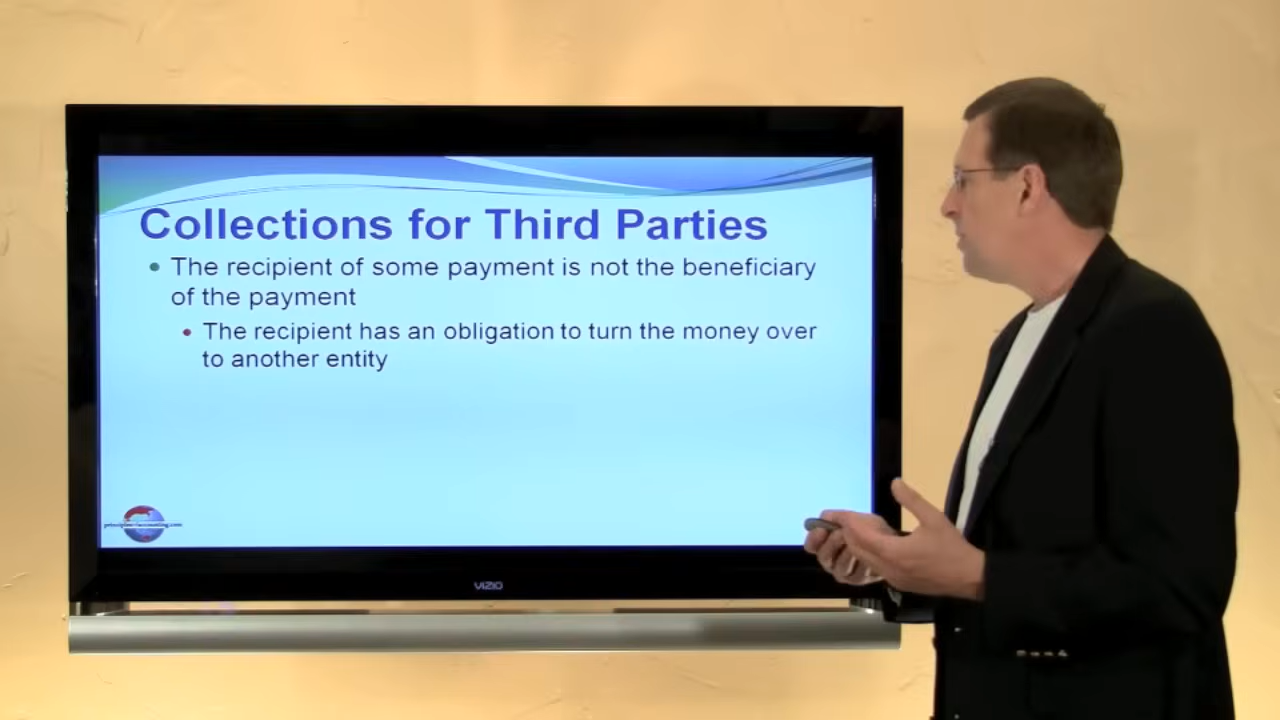 Collections for Third Parties
• The recipient of some payment is not the beneficiary
of the payment
• The recipient has an obligation to turn the money over
to another entity
VIZIO